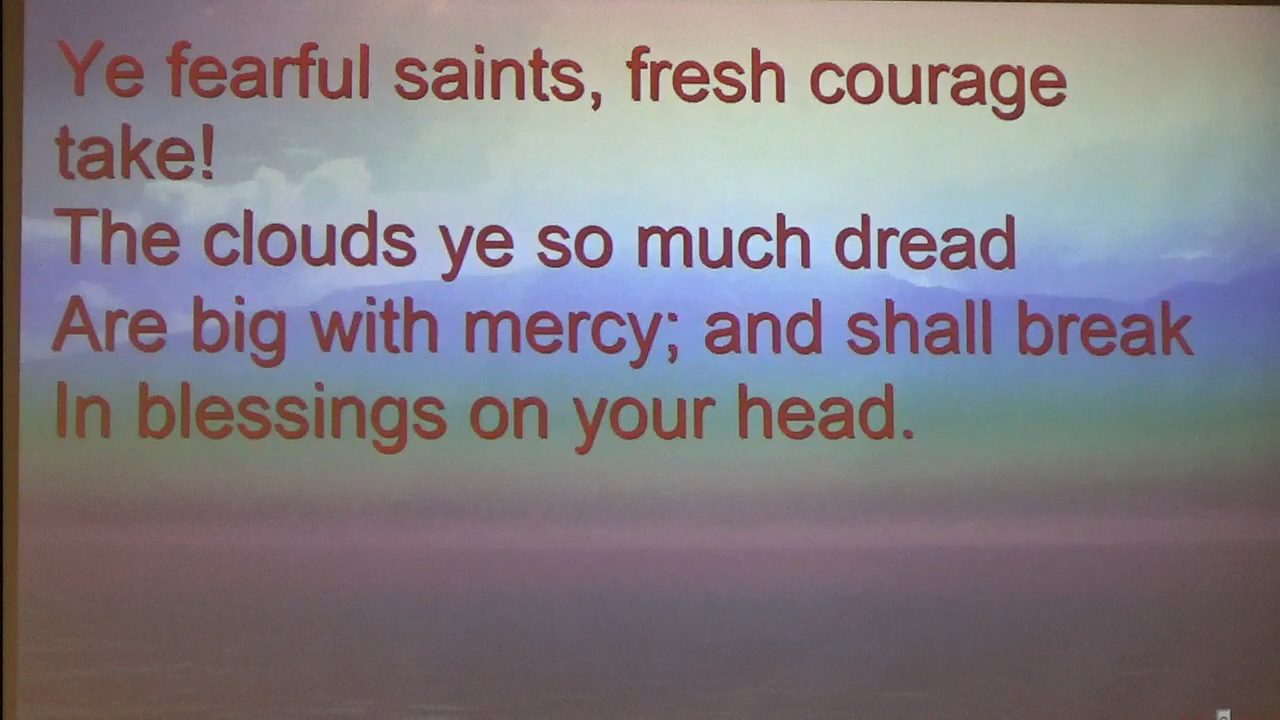 Ye fearful saints, fresh courage
take!
The clouds ye so much dread
Are big with mercy; and shall break
In blessings on your head.